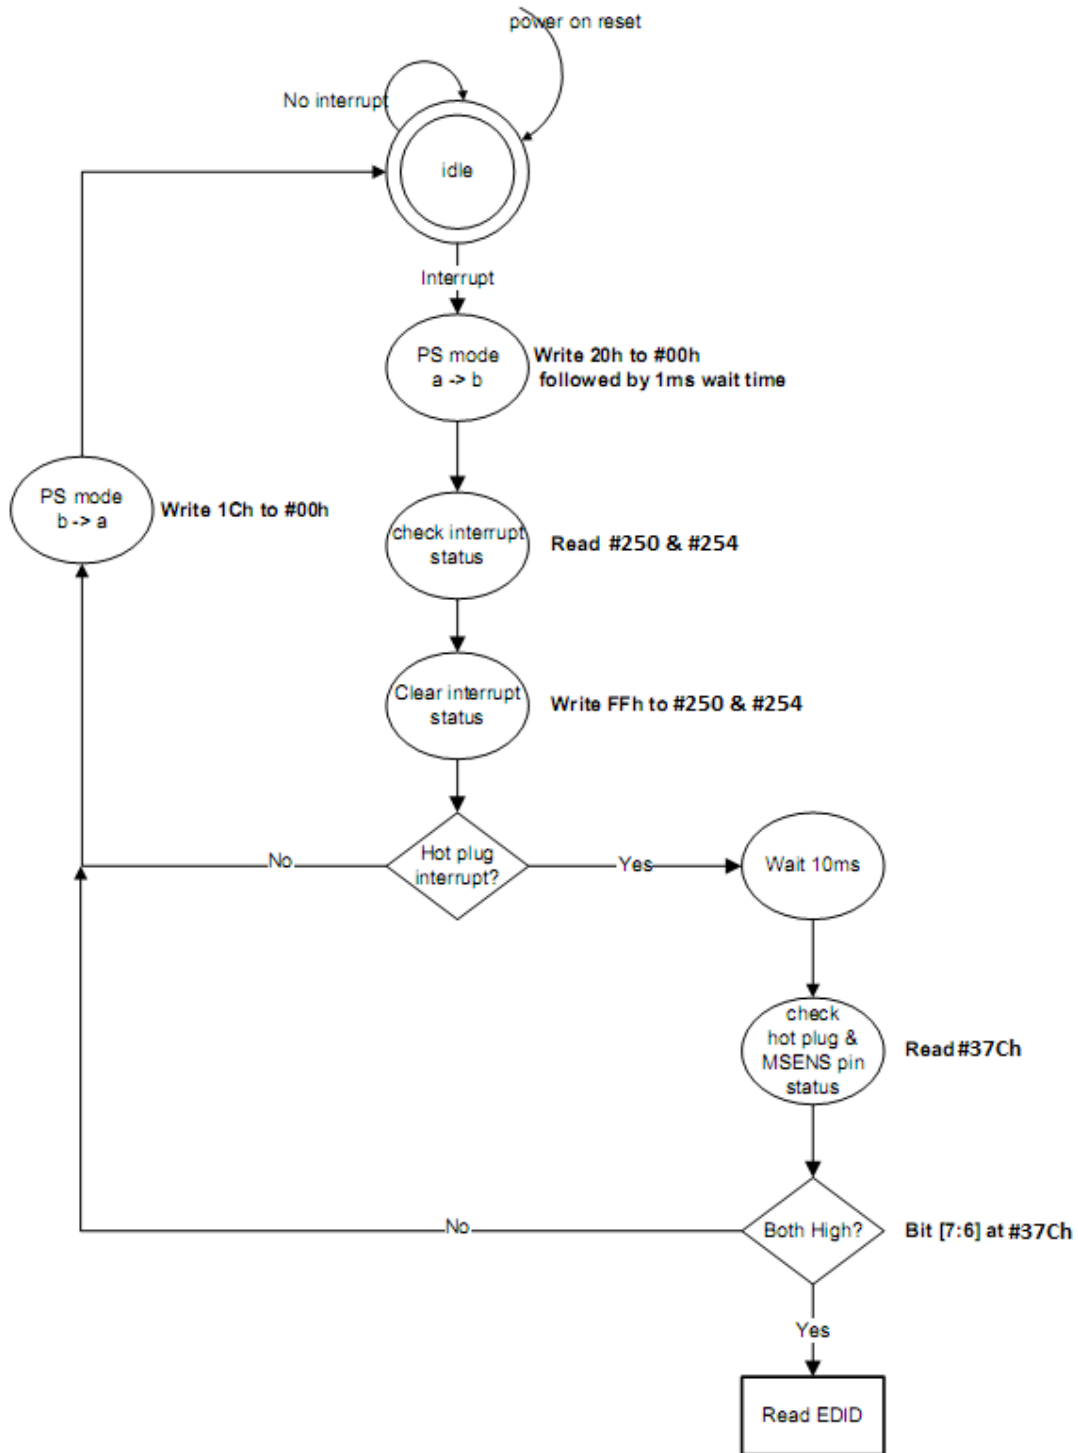 power on reset
No interrupt
idle
Interrupt
PS mode
a -> b
Write 20h to #00h
followed by 1ms wait time
PS mode
b -> a
Write 1Ch to #00h
check interrupt
status
Read #250 & #254
Clear interrupt
status
Write FFh to #250 & #254
Hot plug
interrupt?
No
Yes
Wait 10ms
check
hot plug &
MSENS pin
status
Read #37Ch
Both High?
No
Bit [7:6] at #37Ch
Yes
Read EDID